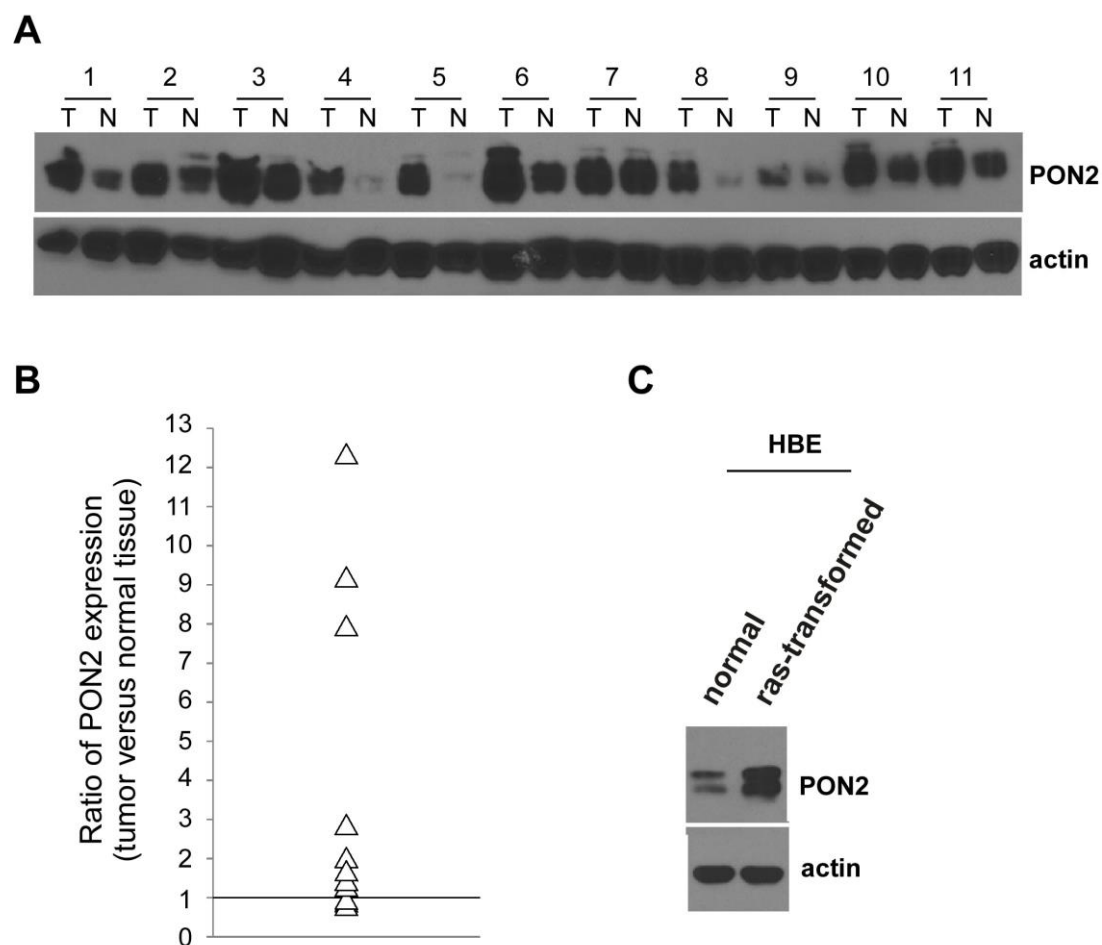 A
1 2 3 4 5 6 7 8 9 10 11
T N T N T N T N T N T N T N T N T N T N T N
PON2
actin
B
13
12
11
10
9
8
7
6
5
4
3
2
1
0
Ratio of PON2 expression
(tumor versus normal tissue)
C
HBE
normal
ras-transformed
PON2
actin